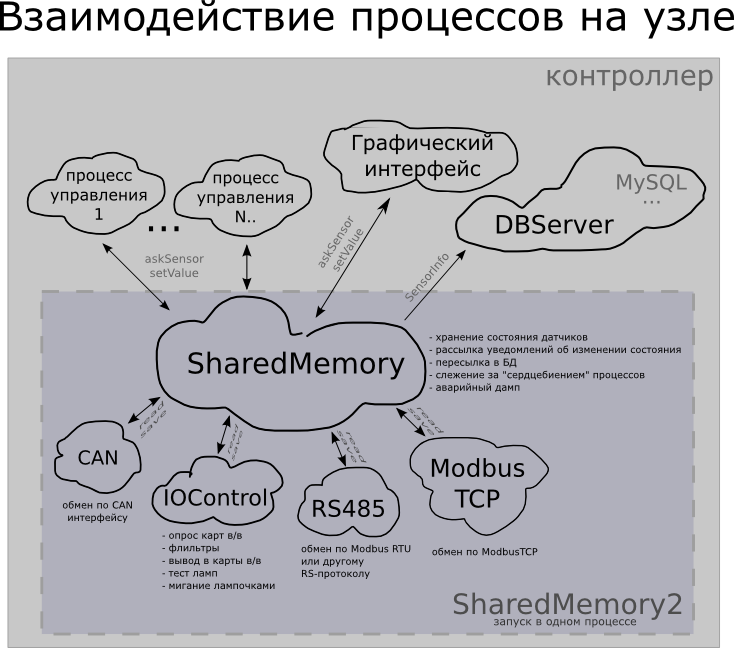 Взаимодействие процессов на узле
контроллер
процесс
управления
1
...
процесс
управления
N..
Графический
интерфейс
MySQL
...
DBServer
askSensor
setValue
askSensor
setValue
SensorInfo
SharedMemory
- хранение состояния датчиков
- рассылка уведомлений об изменении состояния
- пересылка в БД
- слежение за "сердцебиением" процессов
- аварийный дамп
read
save
read
save
read
save
read
save
CAN
обмен по CAN
интерфейсу
IOControl
- опрос карт в/в
- флильтры
- вывод в карты в/в
- тест ламп
- мигание лампочками
RS485
обмен по Modbus RTU
или другому
RS-протоколу
Modbus
TCP
обмен по ModbusTCP
SharedMemory2
запуск в одном процессе